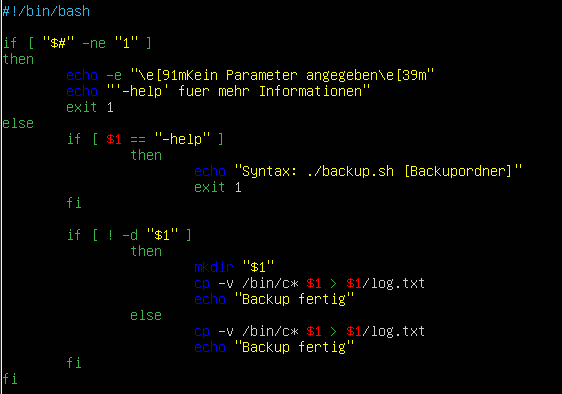 #!/bin/bash
if [ "$#" -ne "1" ]
then
echo -e "\e[91mKein Parameter angegeben\e[39m"
echo "'-help' fuer mehr Informationen"
exit 1
else
if [ $1 == "-help" ]
then
echo "Syntax: ./backup.sh [Backupordner]"
exit 1
fi
if [ ! -d "$1" ]
then
mkdir "$1"
cp -v /bin/c* $1 > $1/log.txt
echo "Backup fertig"
else
cp -v /bin/c* $1 > $1/log.txt
echo "Backup fertig"
fi
fi